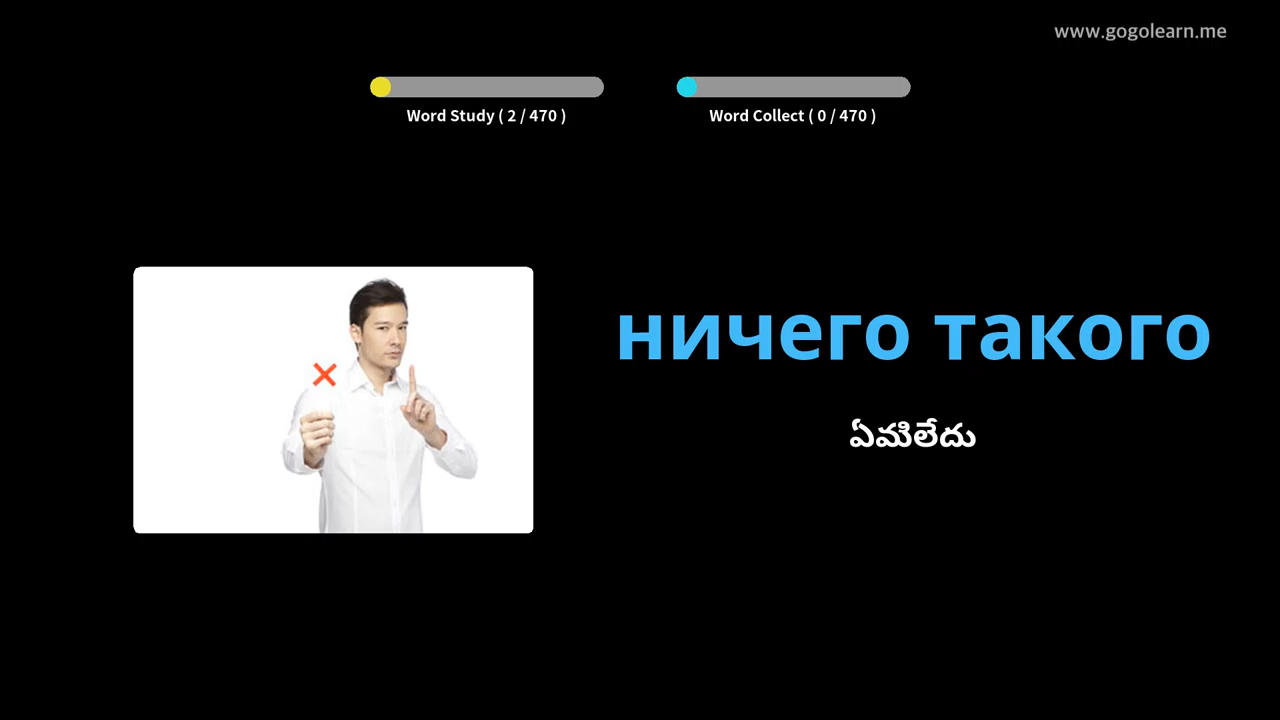 www.gogolearn.me
Word Study ( 2 / 470 )
Word Collect ( 0 / 470 )
ничего такого
ఏమిలేదు